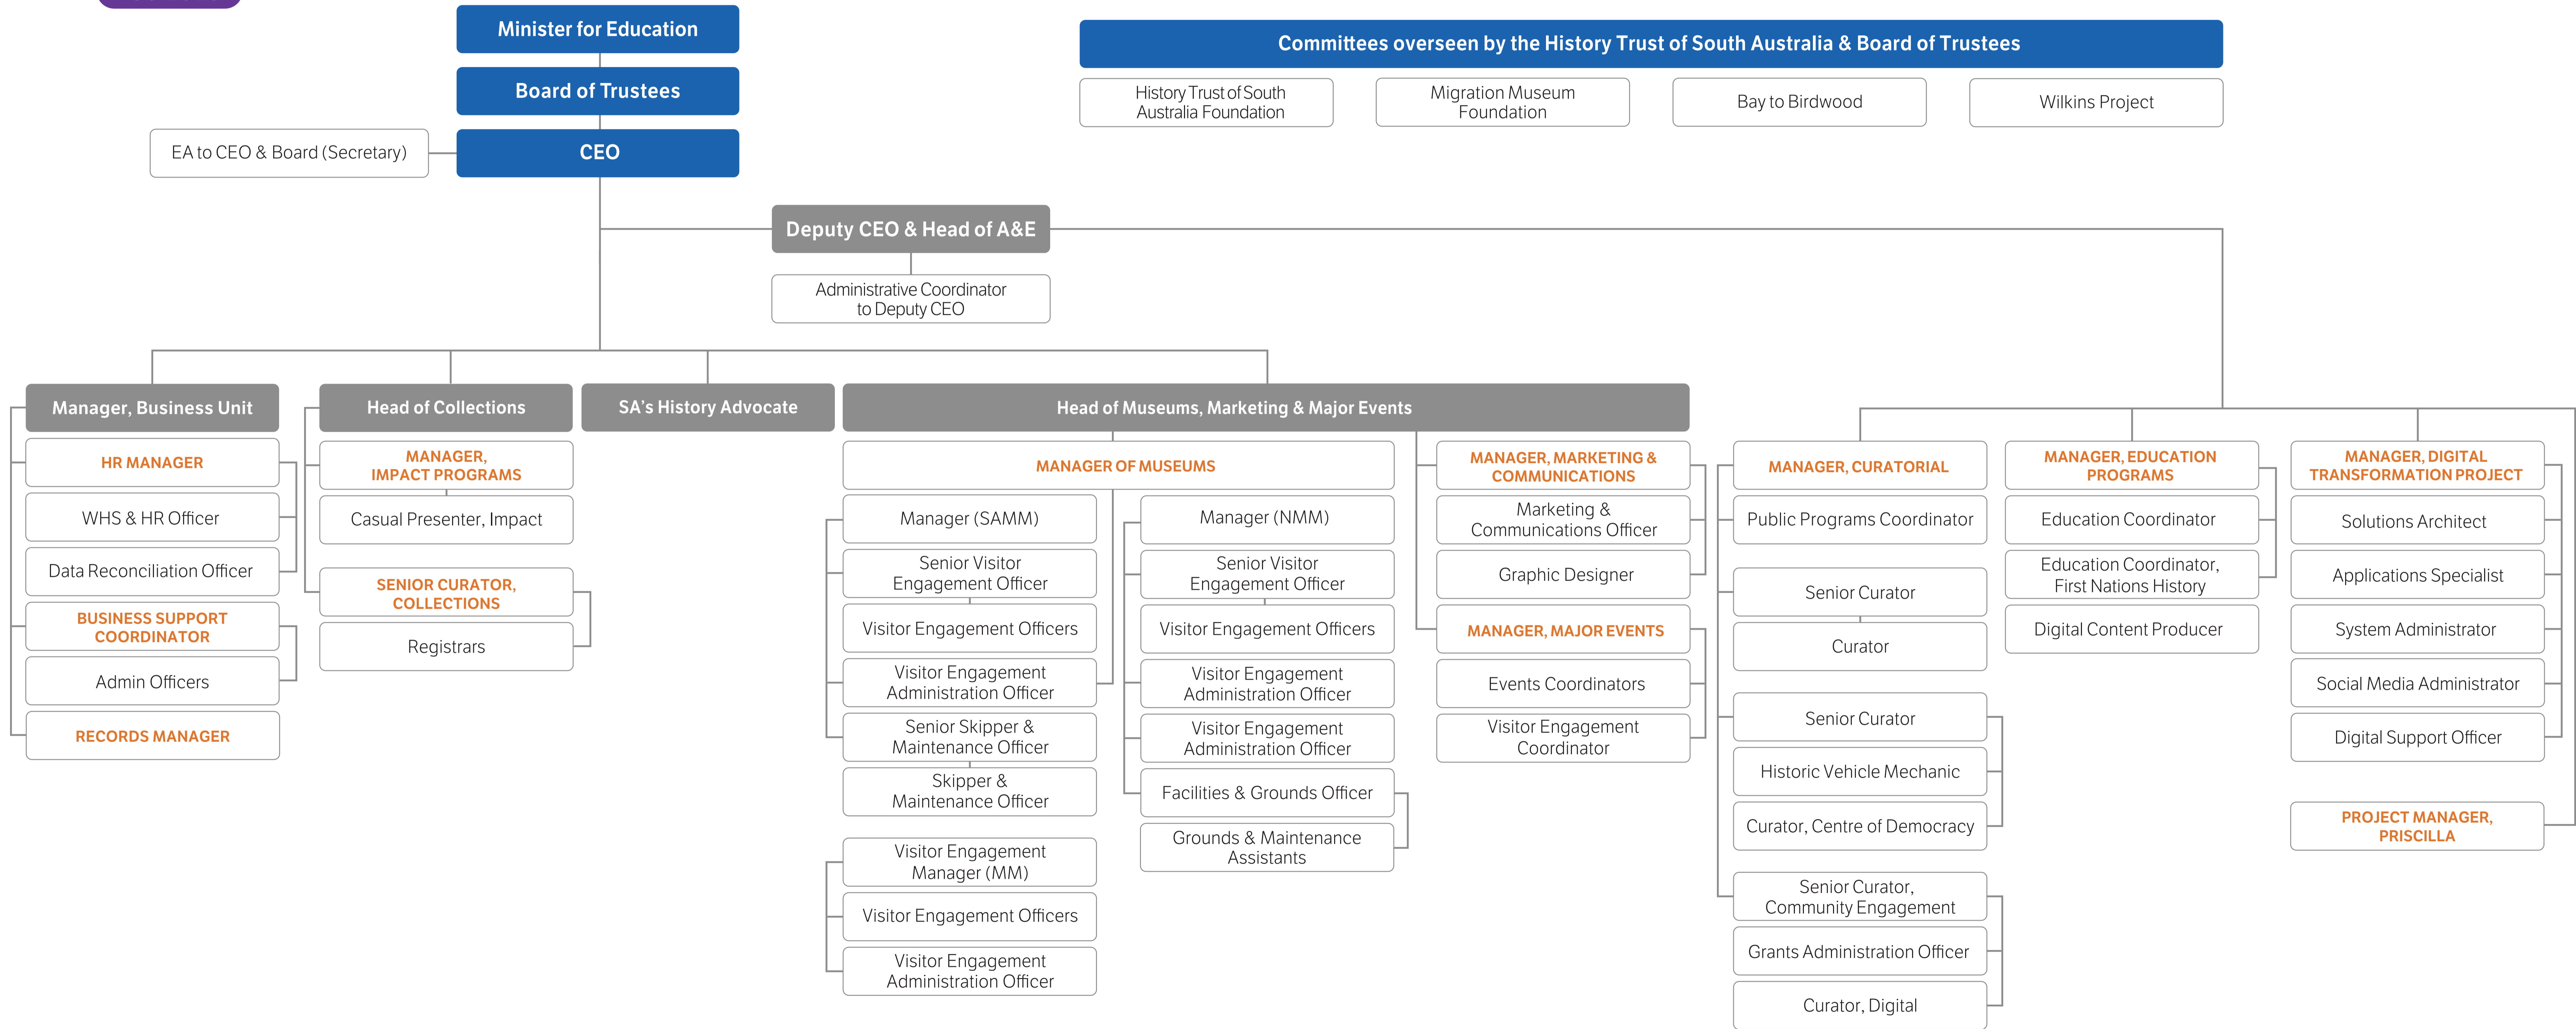 Minister for Education
Board of Trustees
EA to CEO & Board (Secretary)
CEO
Committees overseen by the History Trust of South Australia & Board of Trustees
History Trust of South
Australia Foundation
Migration Museum
Foundation
Bay to Birdwood
Wilkins Project
Deputy CEO & Head of A&E
Administrative Coordinator
to Deputy CEO
Manager, Business Unit
HR MANAGER
WHS & HR Officer
Data Reconciliation Officer
BUSINESS SUPPORT
COORDINATOR
Admin Officers
RECORDS MANAGER
Head of Collections
MANAGER,
IMPACT PROGRAMS
Casual Presenter, Impact
SENIOR CURATOR,
COLLECTIONS
Registrars
SA's History Advocate
Head of Museums, Marketing & Major Events
MANAGER OF MUSEUMS
Manager (SAMM)
Senior Visitor
Engagement Officer
Visitor Engagement Officers
Visitor Engagement
Administration Officer
Senior Skipper &
Maintenance Officer
Skipper &
Maintenance Officer
Visitor Engagement
Manager (MM)
Visitor Engagement Officers
Visitor Engagement
Administration Officer
Manager (NMM)
Senior Visitor
Engagement Officer
Visitor Engagement Officers
Visitor Engagement
Administration Officer
Visitor Engagement
Administration Officer
Facilities & Grounds Officer
Grounds & Maintenance
Assistants
MANAGER, MARKETING &
COMMUNICATIONS
Marketing &
Communications Officer
Graphic Designer
MANAGER, MAJOR EVENTS
Events Coordinators
Visitor Engagement
Coordinator
MANAGER, CURATORIAL
Public Programs Coordinator
Senior Curator
Curator
Senior Curator
Historic Vehicle Mechanic
Curator, Centre of Democracy
Senior Curator,
Community Engagement
Grants Administration Officer
Curator, Digital
MANAGER, EDUCATION
PROGRAMS
Education Coordinator
Education Coordinator,
First Nations History
Digital Content Producer
MANAGER, DIGITAL
TRANSFORMATION PROJECT
Solutions Architect
Applications Specialist
System Administrator
Social Media Administrator
Digital Support Officer
PROJECT MANAGER,
PRISCILLA